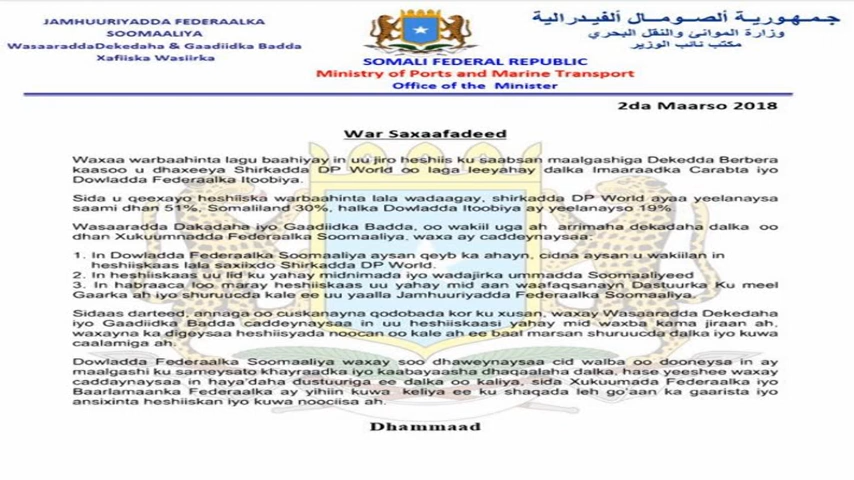 JAMHUURIYADDA FEDERAALKA
SOOMAALIYA
WasaaraddaDekedaha & Gaadiidka Badda
Xafiiska Wasiirka
SOMALI FEDERAL REPUBLIC
Ministry of Ports and Marine Transport
Office of the Minister
جمهورية الصومال الفيدرالية
وزارة الموانئ والنقل البحري
مكتب نائب الوزير
2da Maarso 2018
War Saxaafadeed
Waxaa warbaahinta lagu baahiyay in uu jiro heshiis ku saabsan maalgashiga Dekedda Berbera
kaasoo u dhaxeeya Shirkadda DP World oo laga leeyahay dalka Imaaraadka Carabta iyo
Dowladda Federaalka Itoobiya.
Sida u qeexayo heshiiska warbaahinta lala wadaagay, shirkadda DP World ayaa yeelanaysa
saami dhan 51%, Somaliland 30%, halka Dowladda Itoobiya ay yeelanayso 19%.
Wasaaradda Dakadaha iyo Gaadiidka Badda, oo wakiil uga ah arrimaha dekadaha dalka oo
dhan Xukuumnadda Federaalka Soomaaliya, waxa ay caddeynaysaa;
1. In Dowladda Federaalka Soomaaliya aysan qeyb ka ahayn, cidna aysan u wakiilan in
heshiiskaas lala saxiixdo Shirkadda DP World.
2. In heshiiskaas uu lid ku yahay midnimada iyo wadajirka ummadda Soomaaliyeed
3. In habraaca loo maray heshiiskaas uu yahay mid aan waafaqsanayn Dastuurka Ku meel
Gaarka ah iyo shuruucda kale ee uu yaalla Jamhuuriyadda Federaalka Soomaaliya.
Sidaas darteed, annaga oo cuskanayna qodobada kor ku xusan, waxay Wasaradda Dekedaha
iyo Gaadiidka Badda caddeynaysaa in uu heshiiskaasi yahay mid waxba kama jiraan ah,
waxayna ka digeysaa heshiisyada noocan oo kale ah ee baal marsan shuruucda dalka iyo kuwa
caalamiga ah.
Dowladda Federaalka Soomaaliya waxay soo dhaweynaysaa cid walba oo dooneysa in ay
maalgashi ku sameysato khayraadka iyo kaabayaasha dhaqaalaha dalka, hase yeeshee waxay
caddaynaysaa in haya'daha dustuuriga ee dalka oo kaliya, sida Xukuumada Federaalka iyo
Baarlamaanka Federaalka ay yihiin kuwa keliya ee ku shaqada leh go'aan ka gaarista iyo
ansixinta heshiiskan iyo kuwa noociisa ah.
Dhammaad